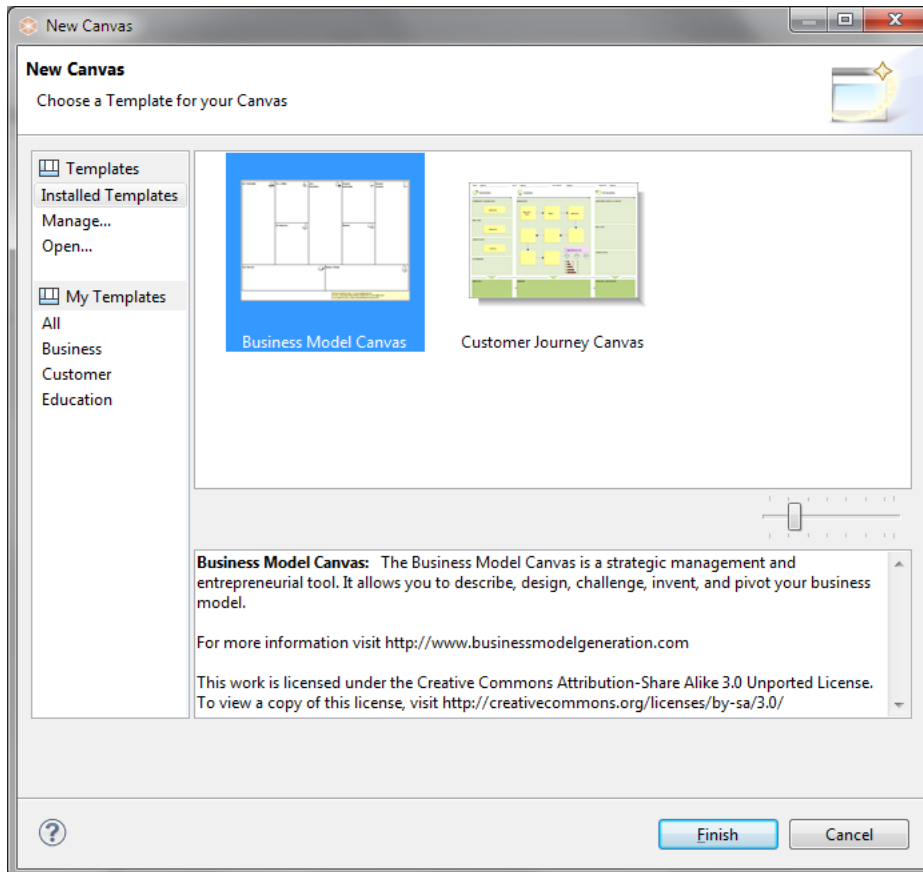 New Canvas
New Canvas
Choose a Template for your Canvas
Templates
Installed Templates
Manage...
Open...
My Templates
All
Business
Customer
Education
Business Model Canvas
Customer Journey Canvas
Business Model Canvas:   The Business Model Canvas is a strategic management and
entrepreneurial tool. It allows you to describe, design, challenge, invent, and pivot your business
model.
For more information visit http://www.businessmodelgeneration.com
This work is licensed under the Creative Commons Attribution-Share Alike 3.0 Unported License.
To view a copy of this license, visit http://creativecommons.org/licenses/by-sa/3.0/
?
Finish
Cancel